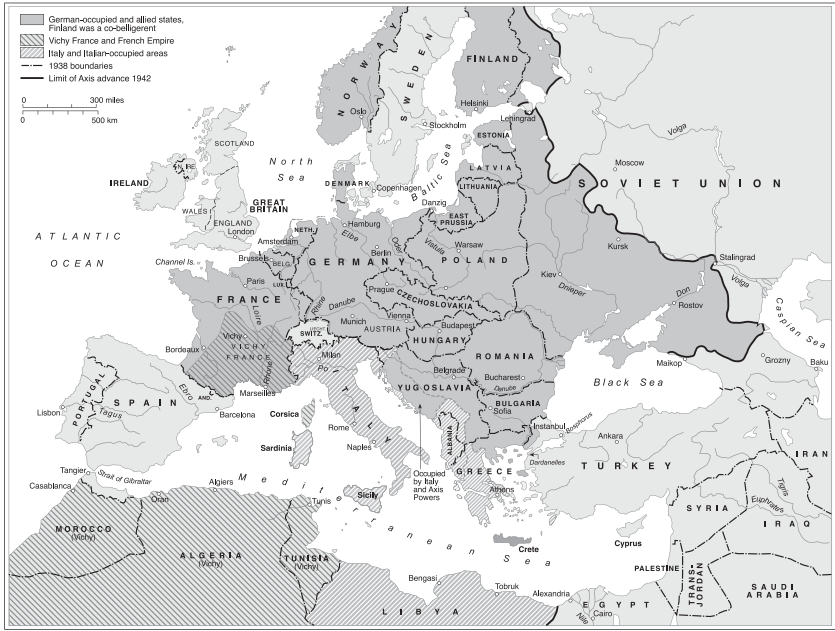 German-occupied and allied states,
Finland was a co-belligerent
Vichy France and French Empire
Italy and Italian-occupied areas
1938 boundaries
Limit of Axis advance 1942
0 300 miles
0 500 km
NORWAY
Oslo
SWEDEN
Stockholm
FINLAND
Helsinki
Leningrad
ESTONIA
LATVIA
LITHUANIA
Baltic Sea
Volga
Moscow
SOVIET UNION
SCOTLAND
N. IRE.
IRELAND
North
Sea
GREAT
BRITAIN
WALES
ENGLAND
London
DENMARK
Copenhagen
Danzig
EAST
PRUSSIA
ATLANTIC
OCEAN
Channel Is.
NETH.
Amsterdam
Brussels
BELG.
LUX.
Hamburg
Elbe
Berlin
Oder
GERMANY
Vistula
Warsaw
POLAND
Kursk
Kiev
Dnieper
Stalingrad
Volga
Don
Rostov
Paris
FRANCE
Loire
Rhine
Danube
Prague
CZECHOSLOVAKIA
Munich
Vienna
AUSTRIA
Budapest
HUNGARY
LIECHT.
SWITZ.
Vichy
VICHY
FRANCE
Bordeaux
Rhône
Marseilles
Milan
Po
ITALY
ROMANIA
Bucharest
Belgrade
Danube
YUGOSLAVIA
BULGARIA
Sofia
Black Sea
Maikop
Grozny
Baku
Caspian Sea
PORTUGAL
SPAIN
Ebro
AND.
Lisbon
Tagus
Barcelona
Corsica
Sardinia
Rome
Naples
ALBANIA
Instanbul
Bosphorus
Dardanelles
Ankara
TURKEY
IRAN
GREECE
Athens
Occupied
by Italy
and Axis
Powers
Tangier
Strait of Gibraltar
Casablanca
Oran
Algiers
Mediterranean Sea
Sicily
Tunis
Crete
Cyprus
SYRIA
Tigris
Euphrates
IRAQ
MOROCCO
(Vichy)
ALGERIA
(Vichy)
TUNISIA
(Vichy)
Bengasi
Tobruk
LIBYA
Alexandria
EGYPT
Nile
Cairo
PALESTINE
TRANS-
JORDAN
SAUDI
ARABIA